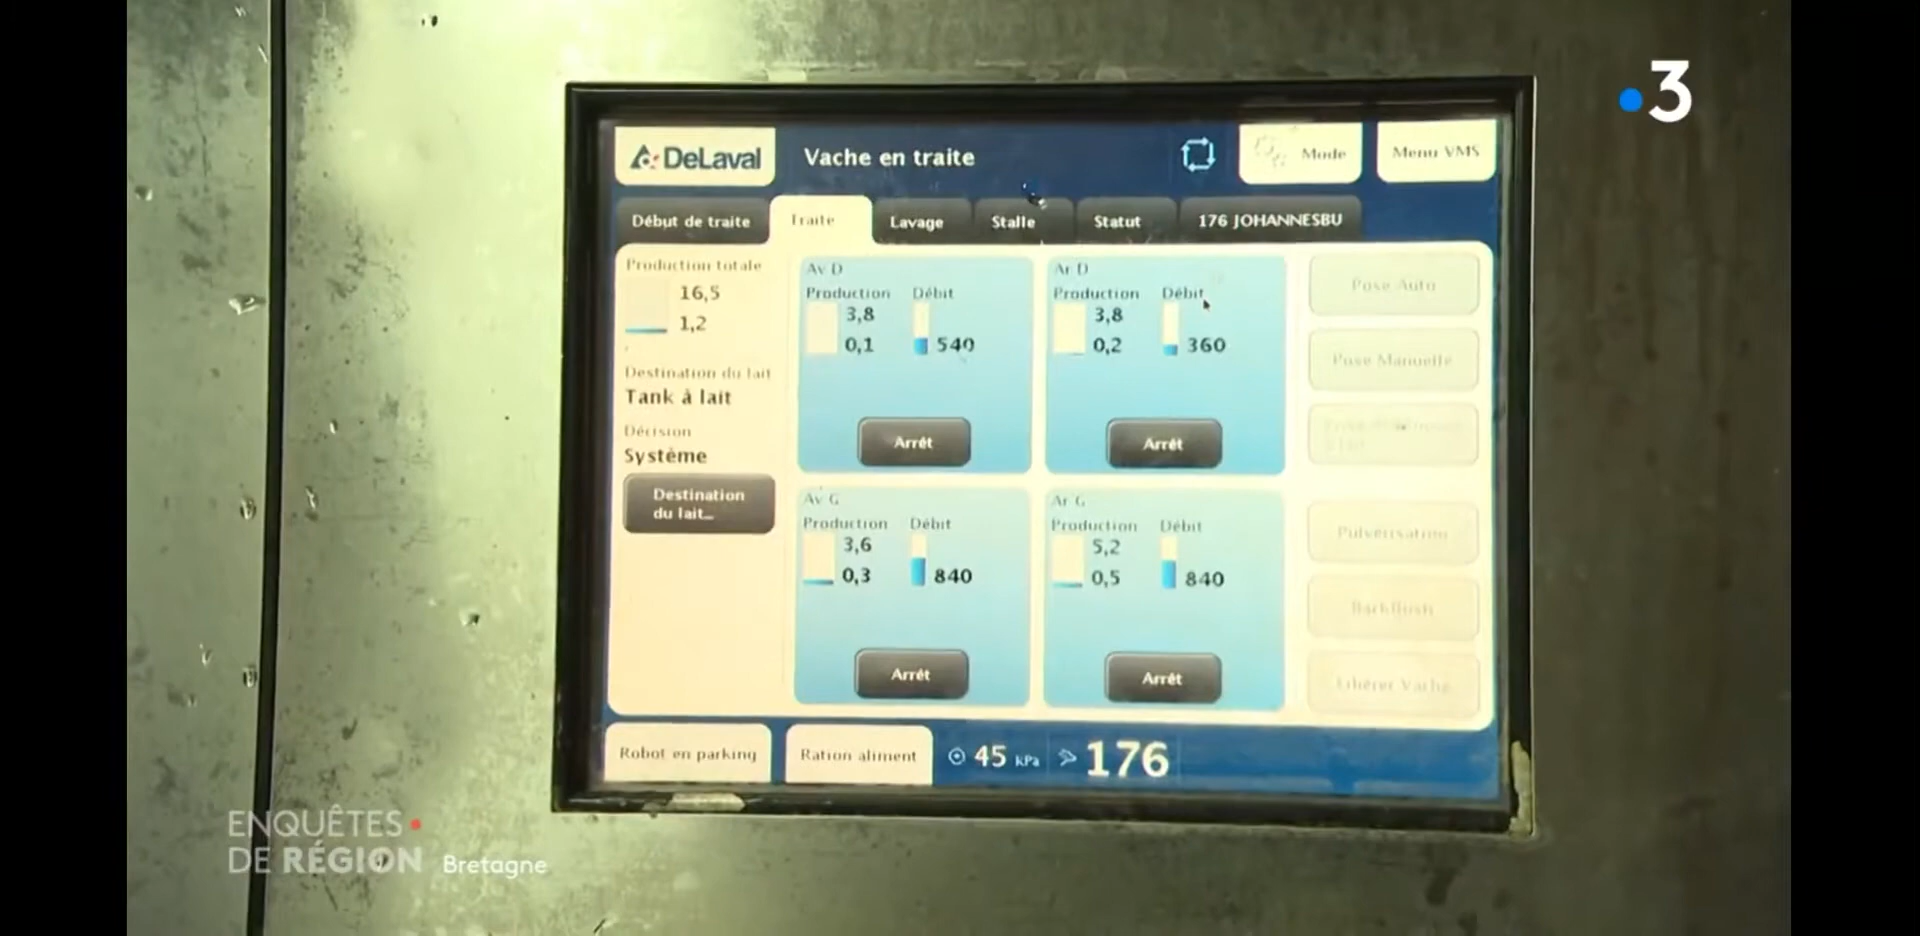 3
DeLaval
Vache en traite
Mode
Menu VMS
Début de traite
Traite
Lavage
Stalle
Statut
176 JOHANNESBU
Production totale
16,5
1,2
Destination du lait
Tank à lait
Décision
Système
Destination
du lait...
Av D
Production Débit
3,8
0,1 540
Arrêt
Ar D
Production Débit
3,8
0,2 360
Arrêt
Av G
Production Débit
3,6
0,3 840
Arrêt
Ar G
Production Débit
5,2
0,5 840
Arrêt
Pose Auto
Pose Manuelle
Pulvérisation
Backflush
Libérer Vache
Robot en parking
Ration aliment
45 kPa
176
ENQUÊTES
DE RÉGION Bretagne